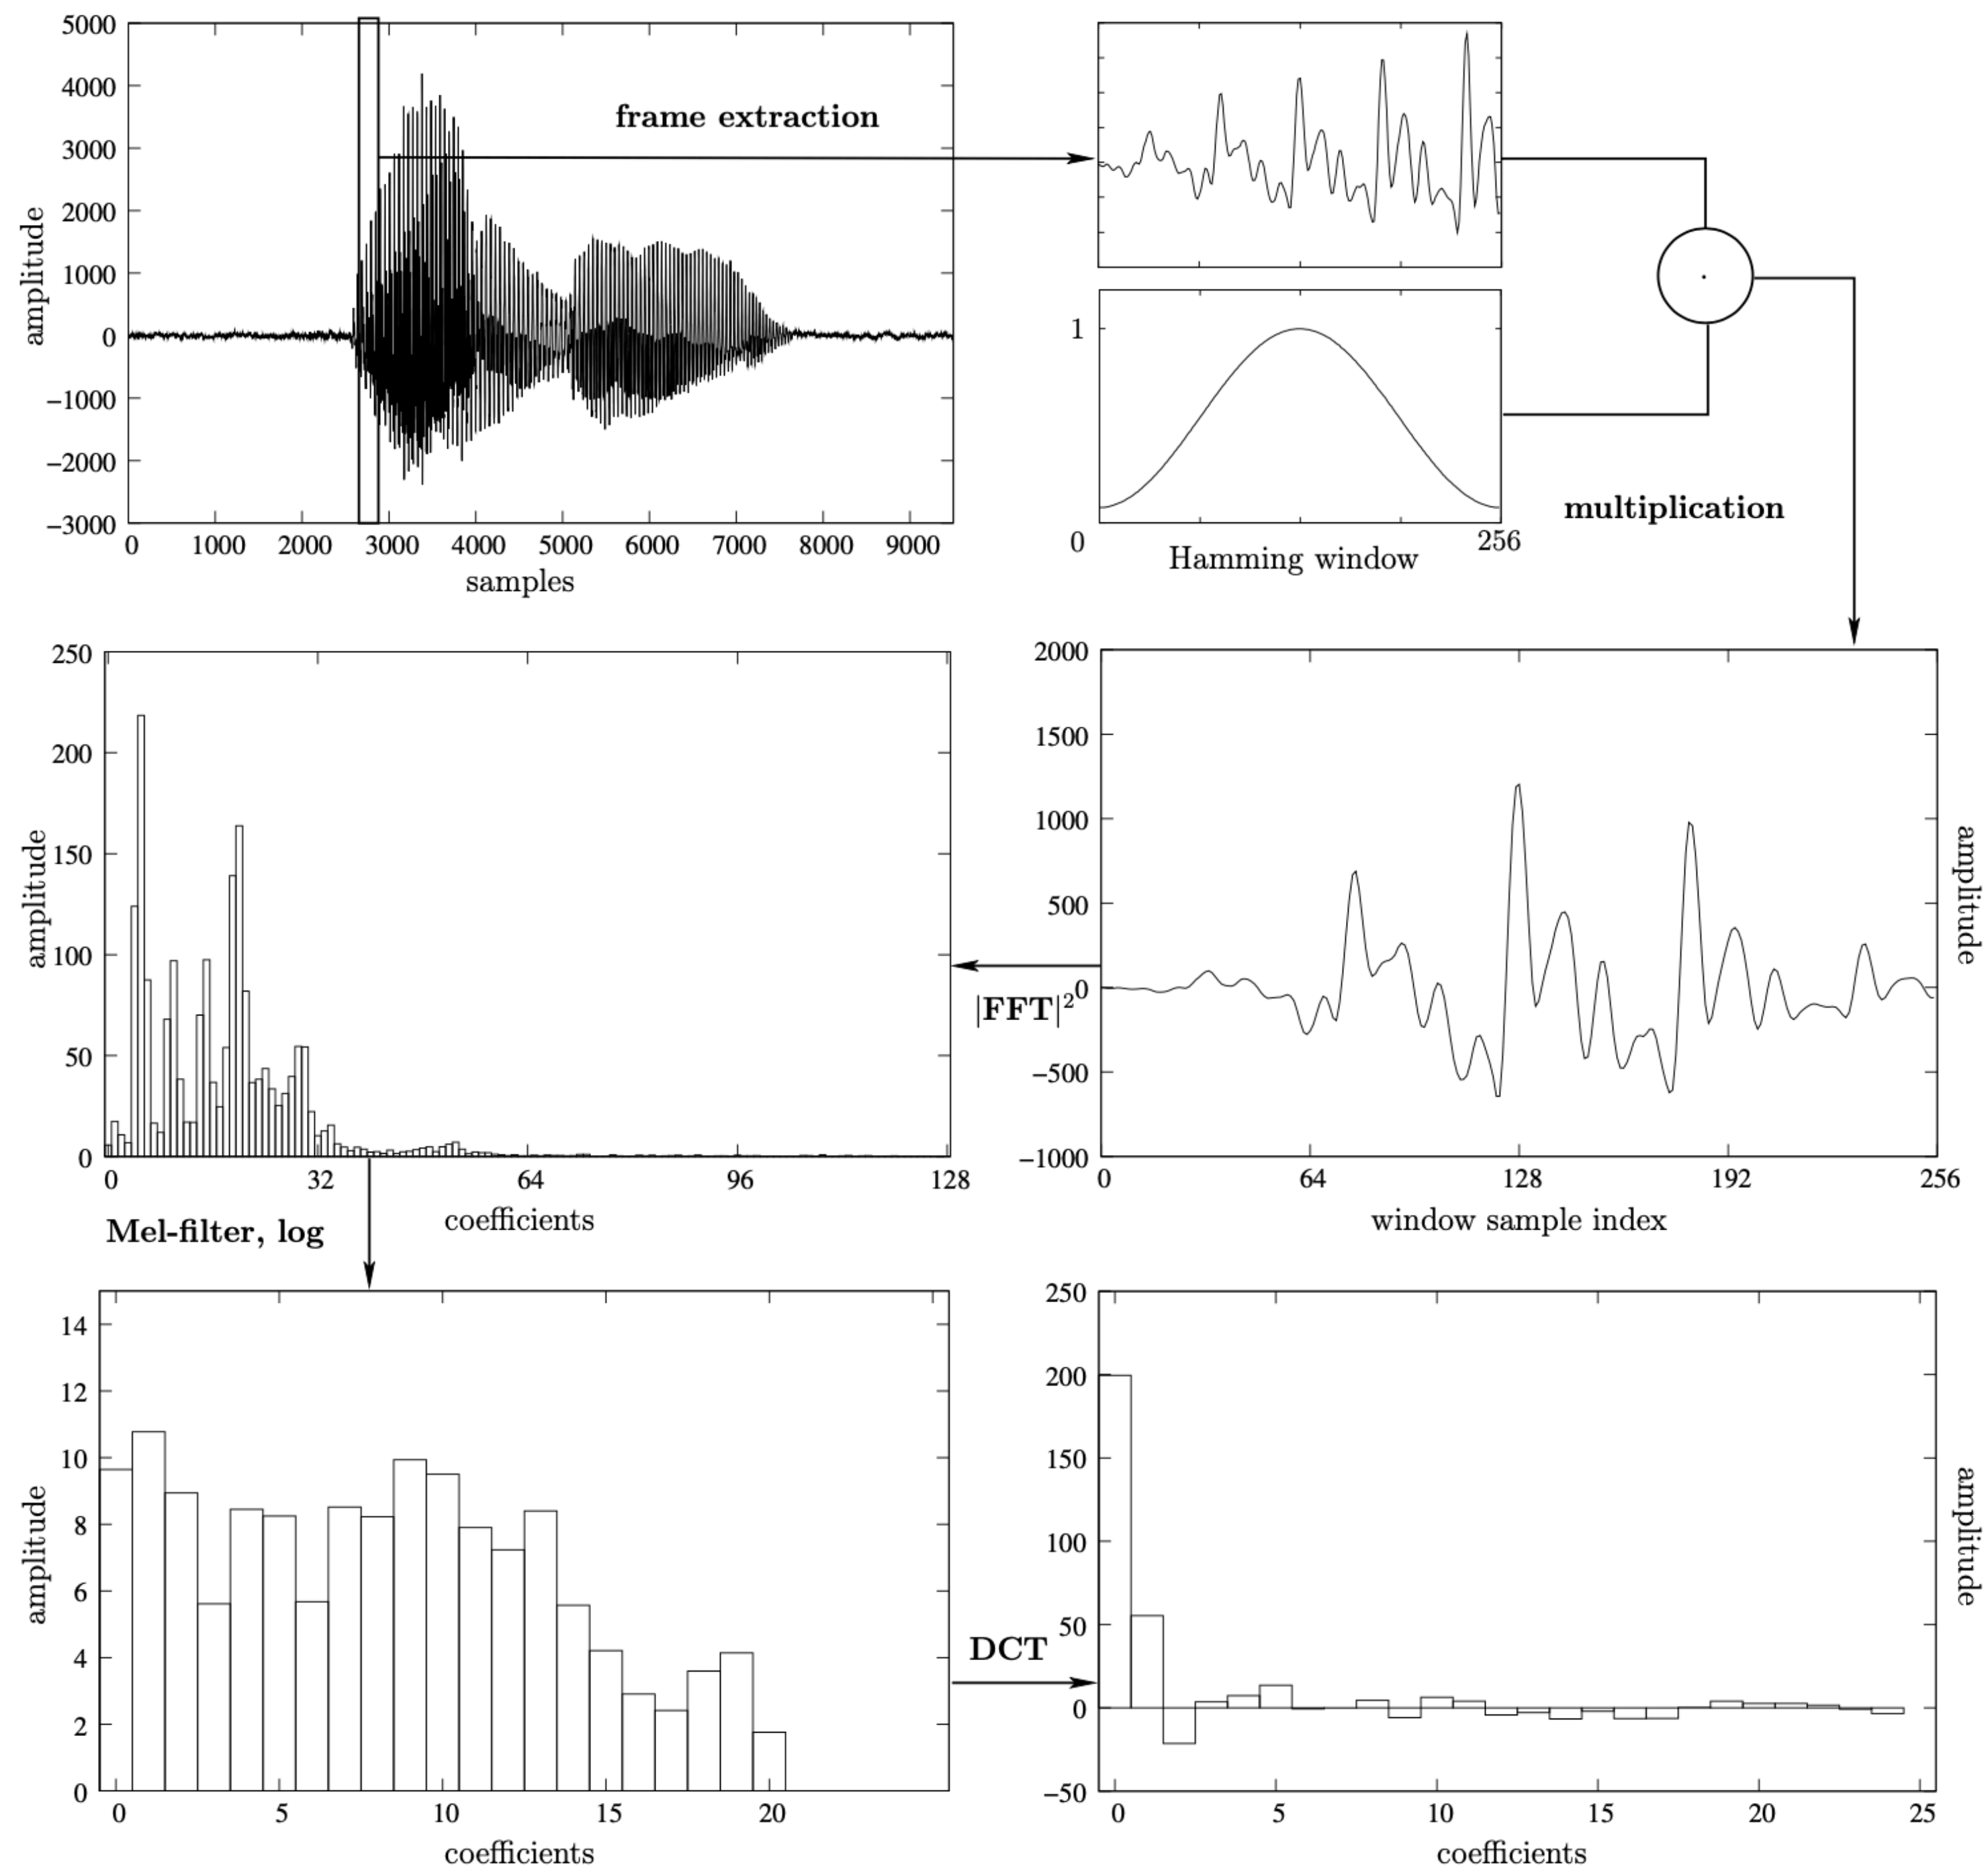 5000
4000
3000
2000
1000
0
−1000
−2000
−3000
amplitude
0 1000 2000 3000 4000 5000 6000 7000 8000 9000
samples
frame extraction
1
0
256
Hamming window
·
multiplication
250
200
150
100
50
0
amplitude
0 32 64 96 128
coefficients
|FFT|²
2000
1500
1000
500
0
−500
−1000
amplitude
0 64 128 192 256
window sample index
Mel-filter, log
14
12
10
8
6
4
2
0
amplitude
0 5 10 15 20
coefficients
DCT
250
200
150
100
50
0
−50
amplitude
0 5 10 15 20 25
coefficients